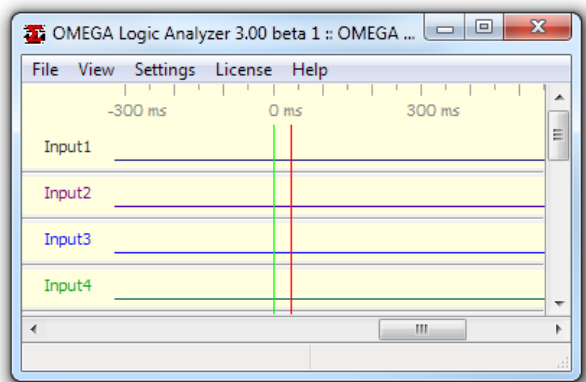 OMEGA Logic Analyzer 3.00 beta 1 :: OMEGA ...
File View Settings License Help
-300 ms 0 ms 300 ms
Input1
Input2
Input3
Input4